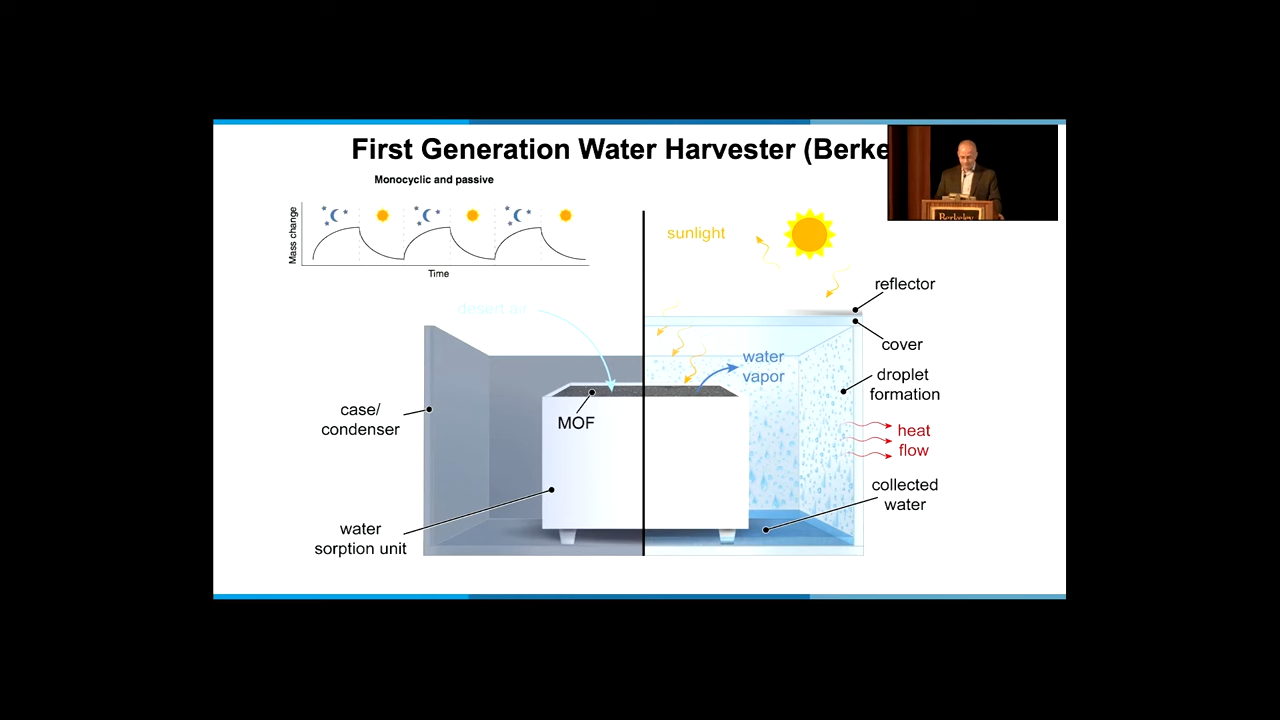 First Generation Water Harvester (Berke
Monocyclic and passive
Mass change
Time
sunlight
desert air
reflector
cover
water
vapor
droplet
formation
case/
condenser
MOF
heat
flow
collected
water
water
sorption unit
Berkeley